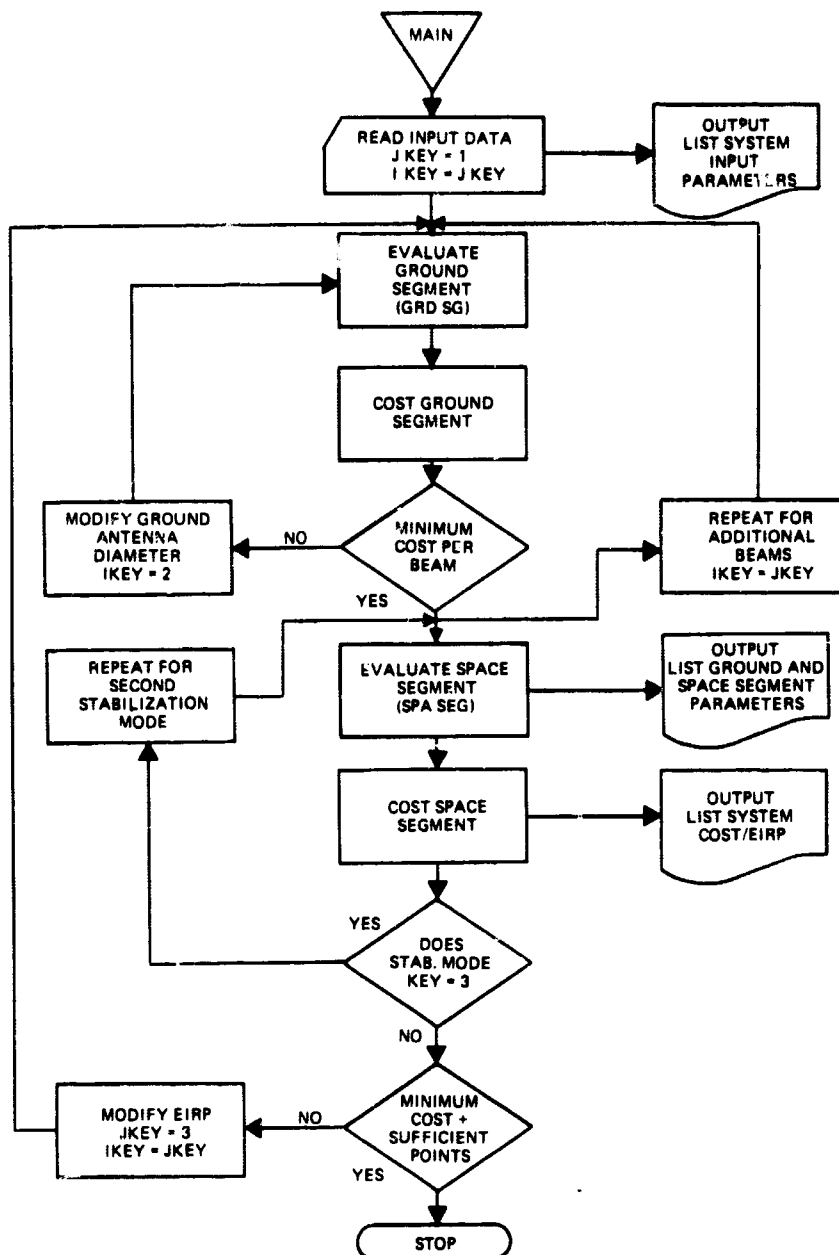 MAIN
READ INPUT DATA
J KEY = 1
I KEY = J KEY
OUTPUT
LIST SYSTEM
INPUT
PARAMETERS
EVALUATE
GROUND
SEGMENT
(GRD SG)
COST GROUND
SEGMENT
MODIFY GROUND
ANTENNA
DIAMETER
IKEY = 2
NO
MINIMUM
COST PER
BEAM
REPEAT FOR
ADDITIONAL
BEAMS
IKEY = JKEY
YES
REPEAT FOR
SECOND
STABILIZATION
MODE
EVALUATE SPACE
SEGMENT
(SPA SEG)
OUTPUT
LIST GROUND AND
SPACE SEGMENT
PARAMETERS
COST SPACE
SEGMENT
OUTPUT
LIST SYSTEM
COST/EIRP
YES
DOES
STAB. MODE
KEY = 3
NO
MODIFY EIRP
JKEY = 3
IKEY = JKEY
NO
MINIMUM
COST +
SUFFICIENT
POINTS
YES
STOP